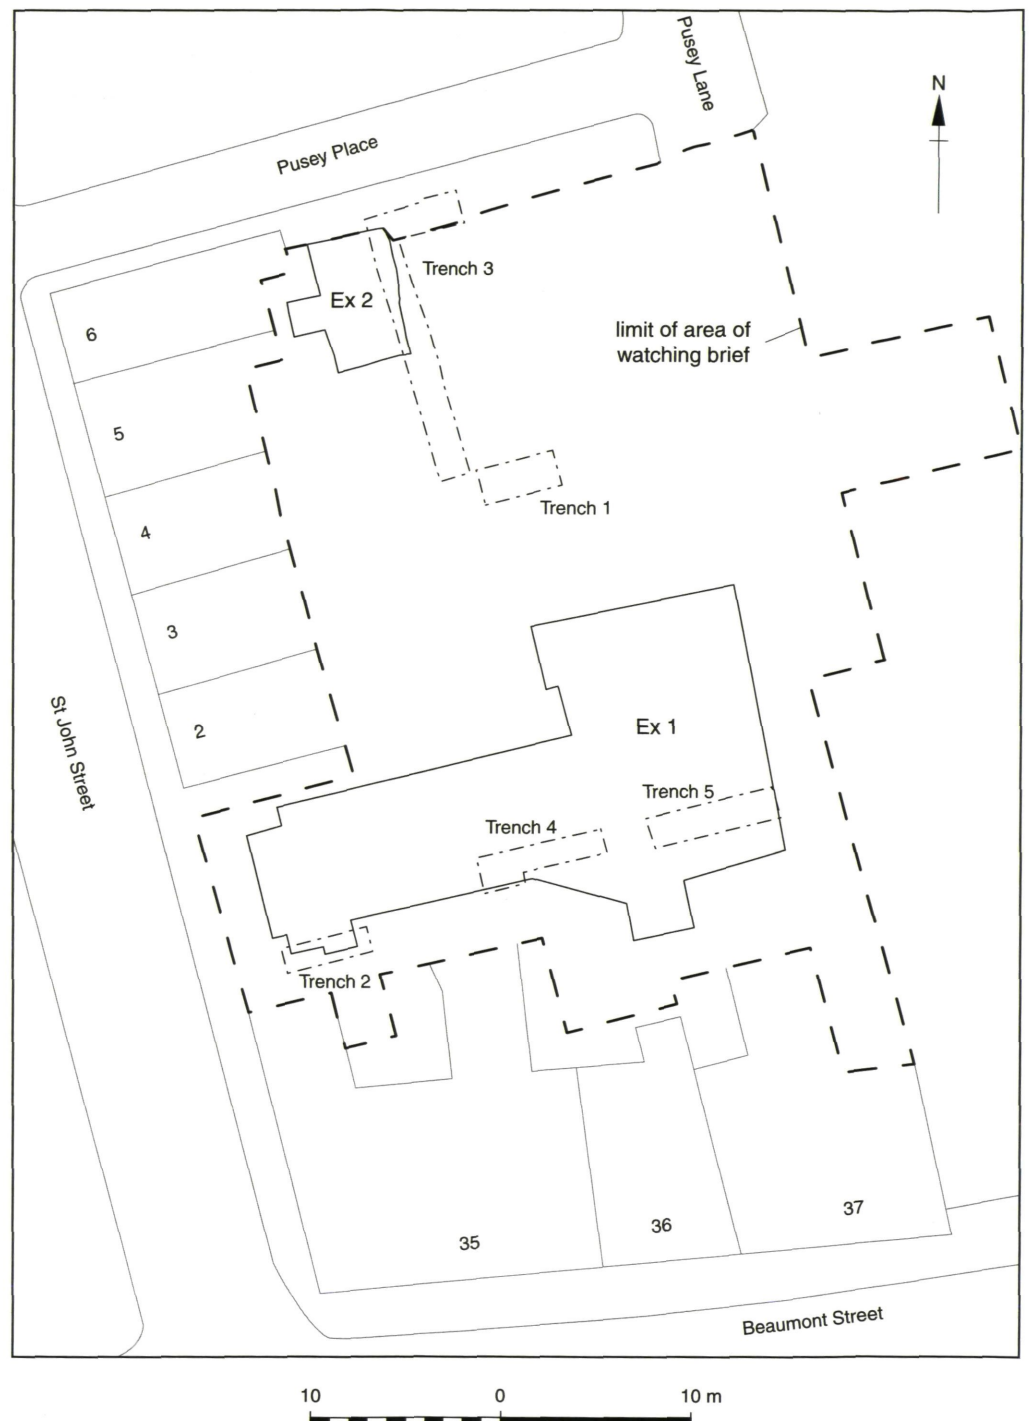 Pusey Lane
N
Pusey Place
Trench 3
Ex 2
6
limit of area of
watching brief
5
Trench 1
4
3
St John Street
2
Ex 1
Trench 5
Trench 4
Trench 2
37
36
35
Beaumont Street
10 0 10 m